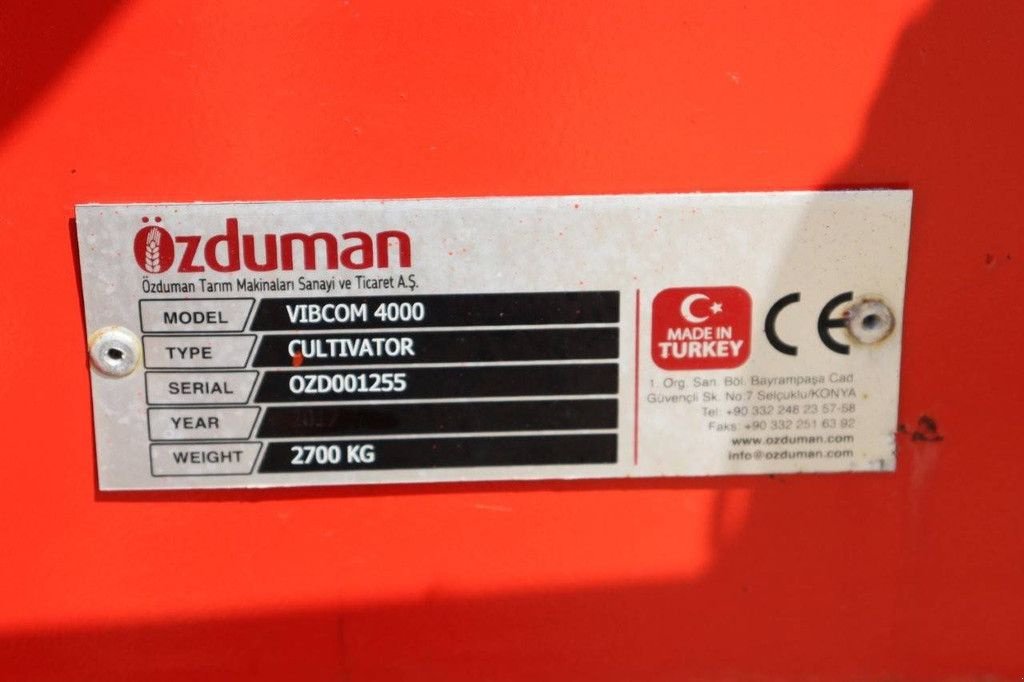 Özduman
Özduman Tarım Makinaları Sanayi ve Ticaret A.Ş.
MODEL VIBCOM 4000
TYPE CULTIVATOR
SERIAL OZD001255
YEAR
WEIGHT 2700 KG
MADE IN
TURKEY
CE
1. Org. San. Böl. Bayrampaşa Cad.
Güvençli Sk. No:7 Selçuklu/KONYA
Tel: +90 332 248 23 57-58
Faks: +90 332 251 63 92
www.ozduman.com
info@ozduman.com